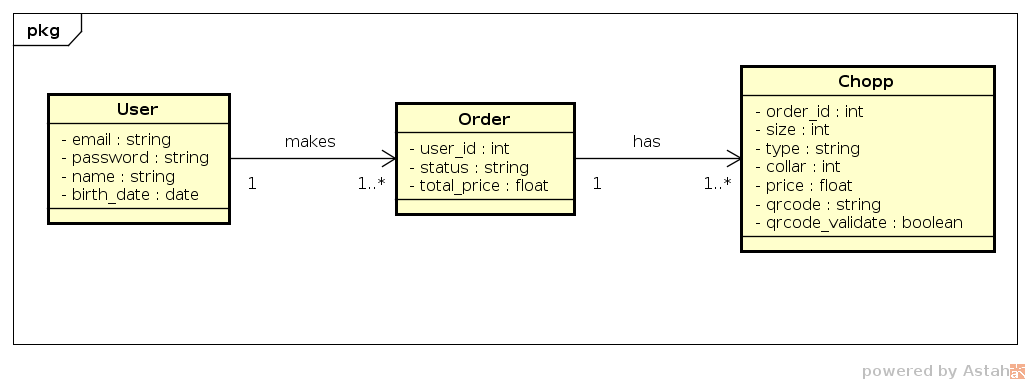 pkg
User
- email : string
- password : string
- name : string
- birth_date : date
makes
1
1..*
Order
- user_id : int
- status : string
- total_price : float
has
1
1..*
Chopp
- order_id : int
- size : int
- type : string
- collar : int
- price : float
- qrcode : string
- qrcode_validate : boolean
powered by Astah